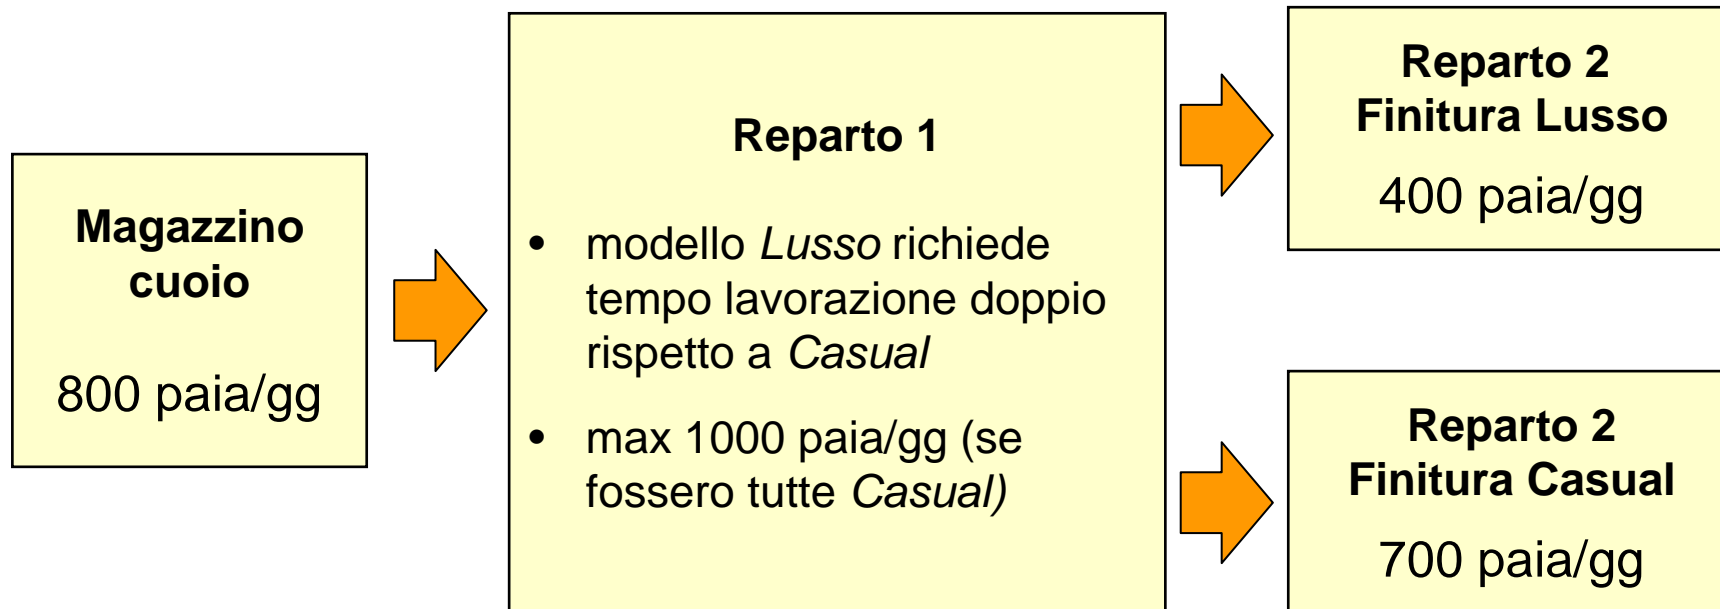 Magazzino
cuoio
800 paia/gg
Reparto 1
• modello Lusso richiede
tempo lavorazione doppio
rispetto a Casual
• max 1000 paia/gg (se
fossero tutte Casual)
Reparto 2
Finitura Lusso
400 paia/gg
Reparto 2
Finitura Casual
700 paia/gg